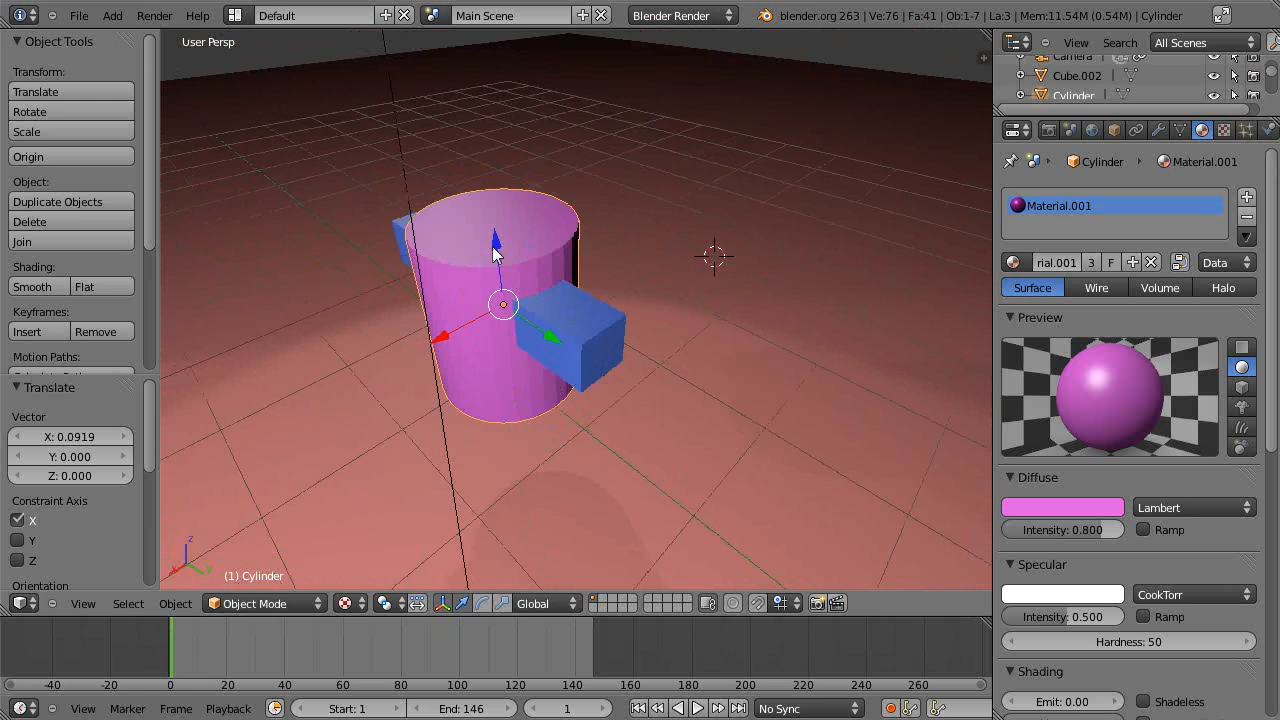 File Add Render Help Default Main Scene Blender Render blender.org 263 | Ve:76 | Fa:41 | Ob:1-7 | La:3 | Mem:11.54M (0.54M) | Cylinder
Object Tools
Transform:
Translate
Rotate
Scale
Origin
Object:
Duplicate Objects
Delete
Join
Shading:
Smooth Flat
Keyframes:
Insert Remove
Motion Paths:
Translate
Vector
X: 0.0919
Y: 0.000
Z: 0.000
Constraint Axis
X
Y
Z
Orientation
User Persp
z
x y
(1) Cylinder
View Select Object Object Mode Global
-40 -20 0 20 40 60 80 100 120 140 160 180 200 220 240 260
View Marker Frame Playback Start: 1 End: 146 1 No Sync
View Search All Scenes
Camera
Cube.002
Cylinder
Cylinder Material.001
Material.001
rial.001 3 F Data
Surface Wire Volume Halo
Preview
Diffuse
Lambert
Intensity: 0.800 Ramp
Specular
CookTorr
Intensity: 0.500 Ramp
Hardness: 50
Shading
Emit: 0.00 Shadeless